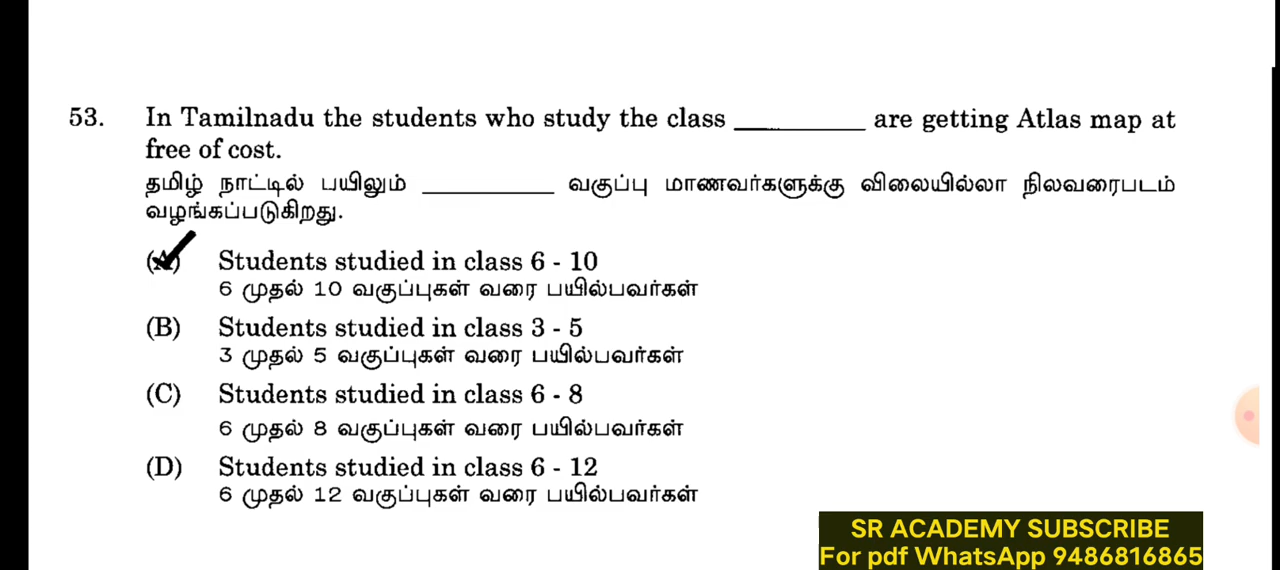 53. In Tamilnadu the students who study the class ________ are getting Atlas map at
free of cost.
தமிழ் நாட்டில் பயிலும் ________ வகுப்பு மாணவர்களுக்கு விலையில்லா நிலவரைபடம்
வழங்கப்படுகிறது.
(A) Students studied in class 6 - 10
6 முதல் 10 வகுப்புகள் வரை பயில்பவர்கள்
(B) Students studied in class 3 - 5
3 முதல் 5 வகுப்புகள் வரை பயில்பவர்கள்
(C) Students studied in class 6 - 8
6 முதல் 8 வகுப்புகள் வரை பயில்பவர்கள்
(D) Students studied in class 6 - 12
6 முதல் 12 வகுப்புகள் வரை பயில்பவர்கள்
SR ACADEMY SUBSCRIBE
For pdf WhatsApp 9486816865